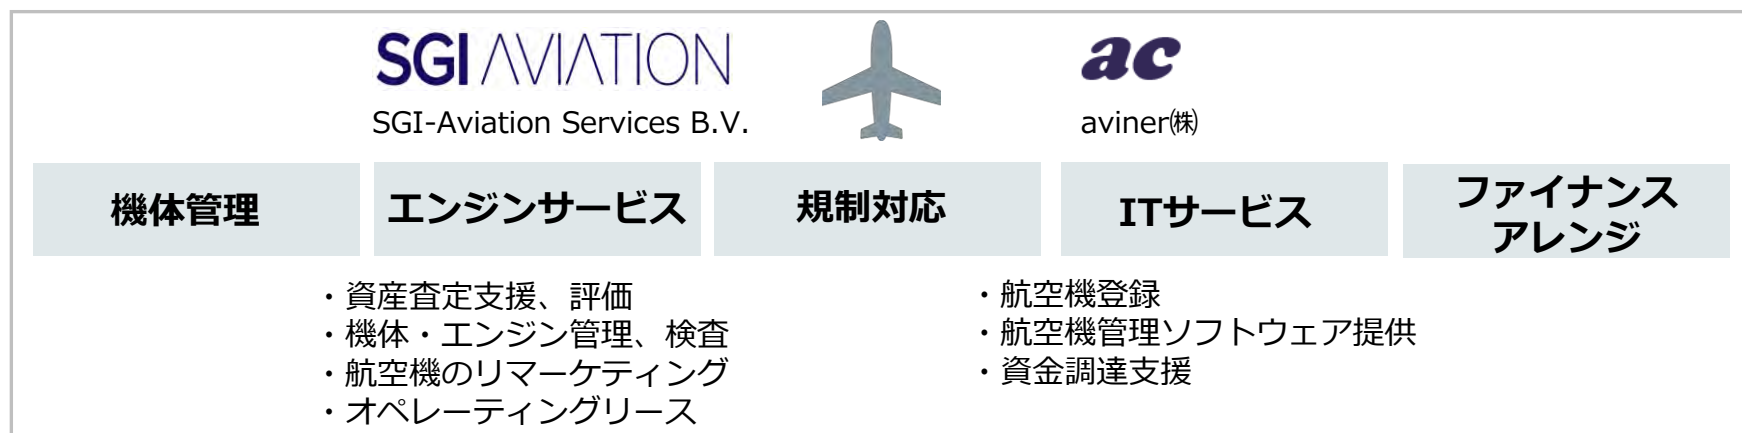 SGI AVIATION
ac
SGI-Aviation Services B.V.
aviner㈱
機体管理
エンジンサービス
規制対応
ITサービス
ファイナンス
アレンジ
・資産査定支援、評価
・機体・エンジン管理、検査
・航空機のリマーケティング
・オペレーティングリース
・航空機登録
・航空機管理ソフトウェア提供
・資金調達支援